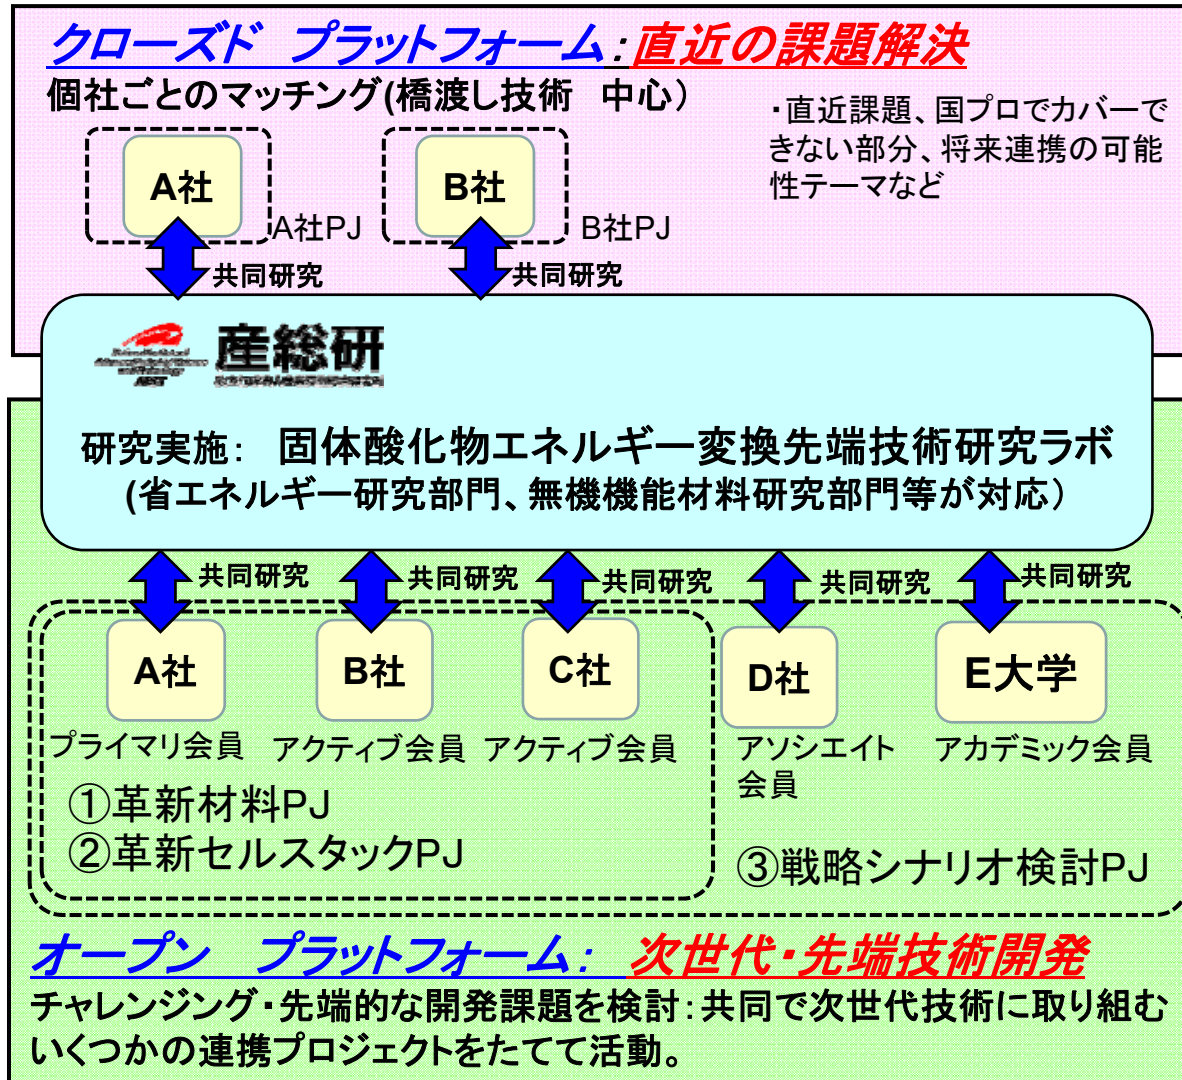 クローズド　プラットフォーム：直近の課題解決
個社ごとのマッチング(橋渡し技術　中心）
・直近課題、国プロでカバーで
きない部分、将来連携の可能
性テーマなど
A社
B社
A社PJ
B社PJ
共同研究
共同研究
産総研
研究実施：　固体酸化物エネルギー変換先端技術研究ラボ
(省エネルギー研究部門、無機機能材料研究部門等が対応）
共同研究
共同研究
共同研究
共同研究
共同研究
A社
B社
C社
D社
E大学
プライマリ会員
アクティブ会員
アクティブ会員
アソシエイト
会員
アカデミック会員
①革新材料PJ
②革新セルスタックPJ
③戦略シナリオ検討PJ
オープン　プラットフォーム：　次世代・先端技術開発
チャレンジング・先端的な開発課題を検討：共同で次世代技術に取り組む
いくつかの連携プロジェクトをたてて活動。